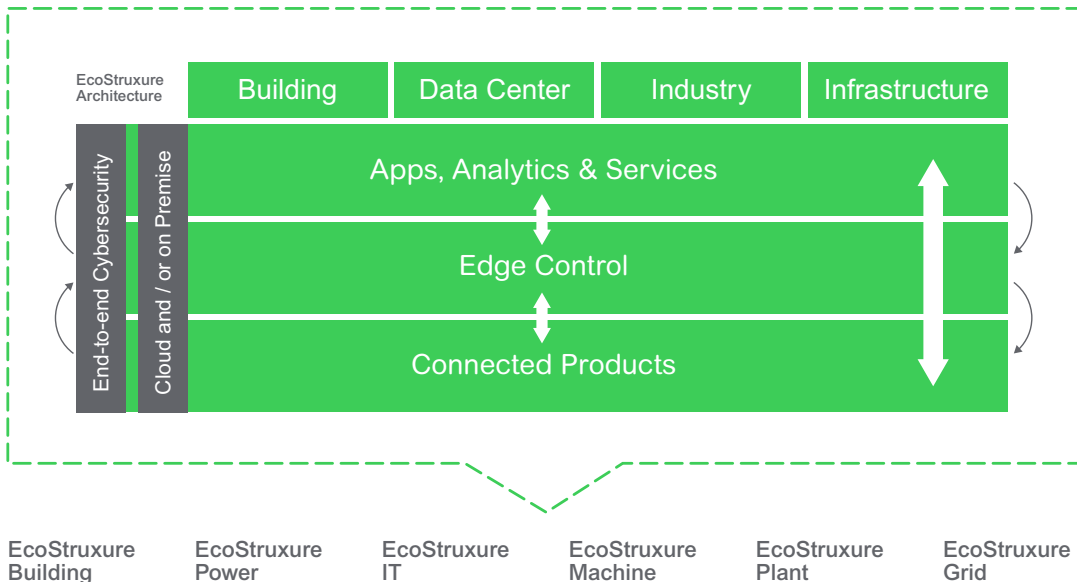 EcoStruxure
Architecture
Building
Data Center
Industry
Infrastructure
End-to-end Cybersecurity
Cloud and / or on Premise
Apps, Analytics & Services
Edge Control
Connected Products
EcoStruxure
Building
EcoStruxure
Power
EcoStruxure
IT
EcoStruxure
Machine
EcoStruxure
Plant
EcoStruxure
Grid